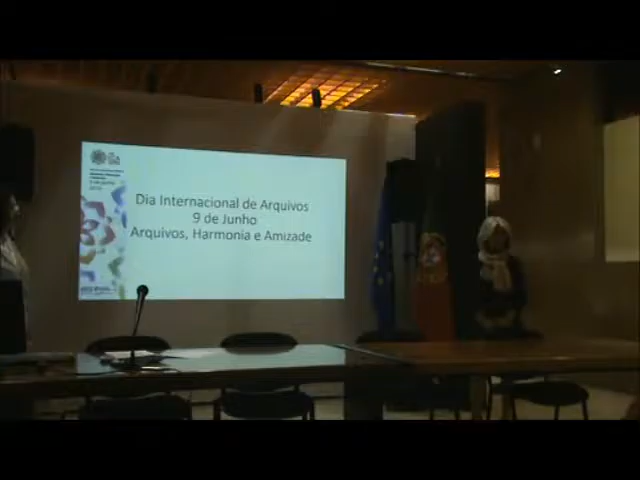 Dia Internacional de Arquivos
9 de Junho
Arquivos, Harmonia e Amizade